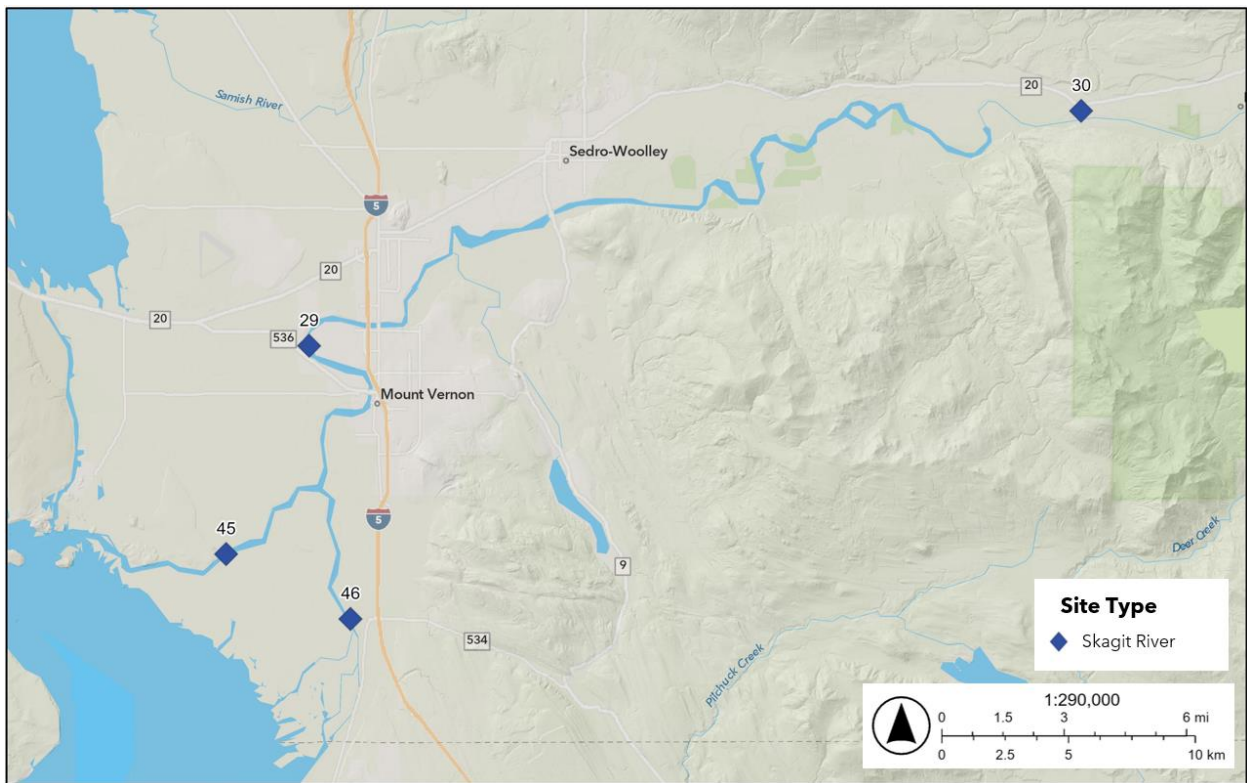 Samish River
20
30
Sedro-Woolley
5
20
20
29
536
Mount Vernon
45
5
46
9
534
Deer Creek
Pilchuck Creek
Site Type
Skagit River
1:290,000
0 1.5 3 6 mi
0 2.5 5 10 km